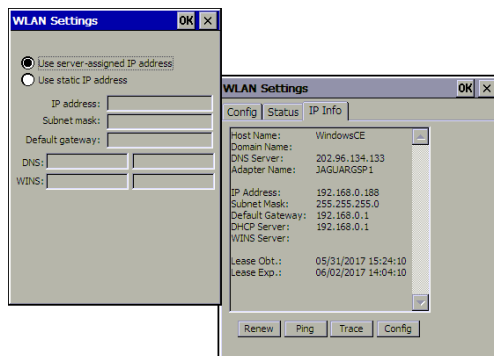 WLAN Settings OK ×
Use server-assigned IP address
Use static IP address
IP address:
Subnet mask:
Default gateway:
DNS:
WINS:
WLAN Settings OK ×
Config Status IP Info
Host Name: WindowsCE
Domain Name:
DNS Server: 202.96.134.133
Adapter Name: JAGUARGSP1
IP Address: 192.168.0.188
Subnet Mask: 255.255.255.0
Default Gateway: 192.168.0.1
DHCP Server: 192.168.0.1
WINS Server:
Lease Obt.: 05/31/2017 15:24:10
Lease Exp.: 06/02/2017 14:04:10
Renew Ping Trace Config